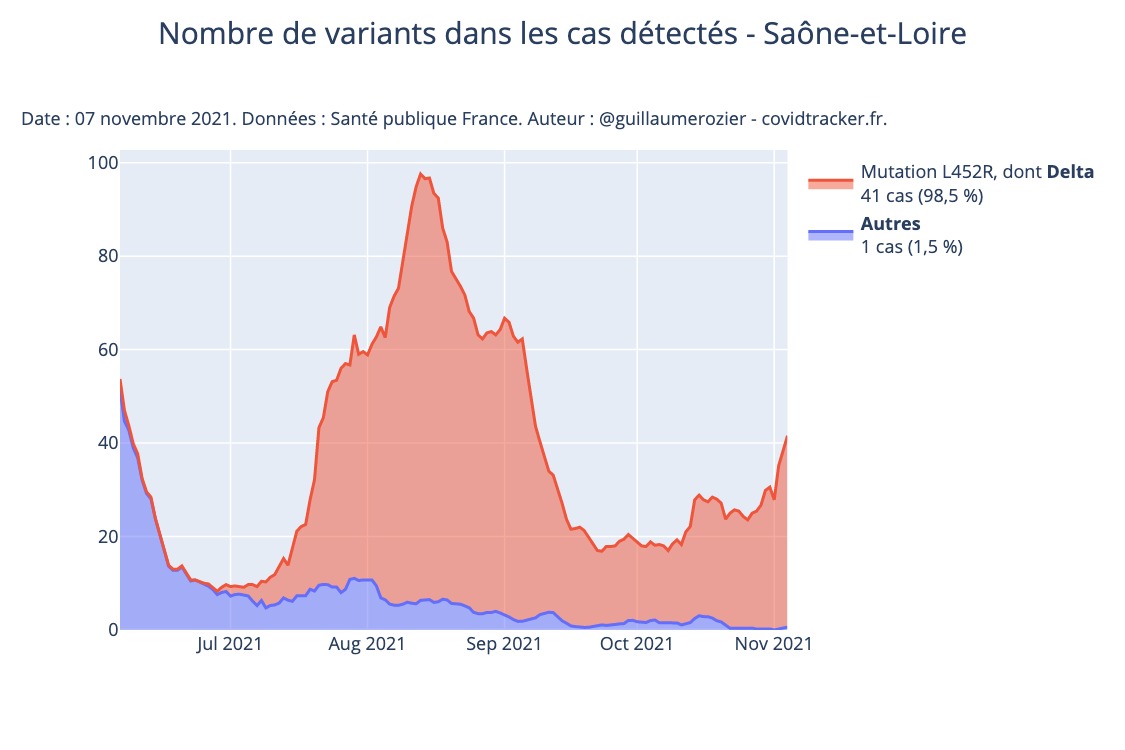 Nombre de variants dans les cas détectés - Saône-et-Loire
Date : 07 novembre 2021. Données : Santé publique France. Auteur : @guillaumerozier - covidtracker.fr.
100
80
60
40
20
0
Jul 2021
Aug 2021
Sep 2021
Oct 2021
Nov 2021
Mutation L452R, dont Delta
41 cas (98,5 %)
Autres
1 cas (1,5 %)